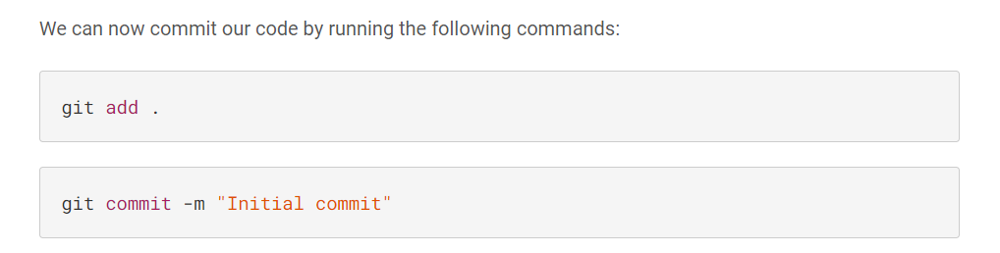 We can now commit our code by running the following commands:
git add .
git commit -m "Initial commit"